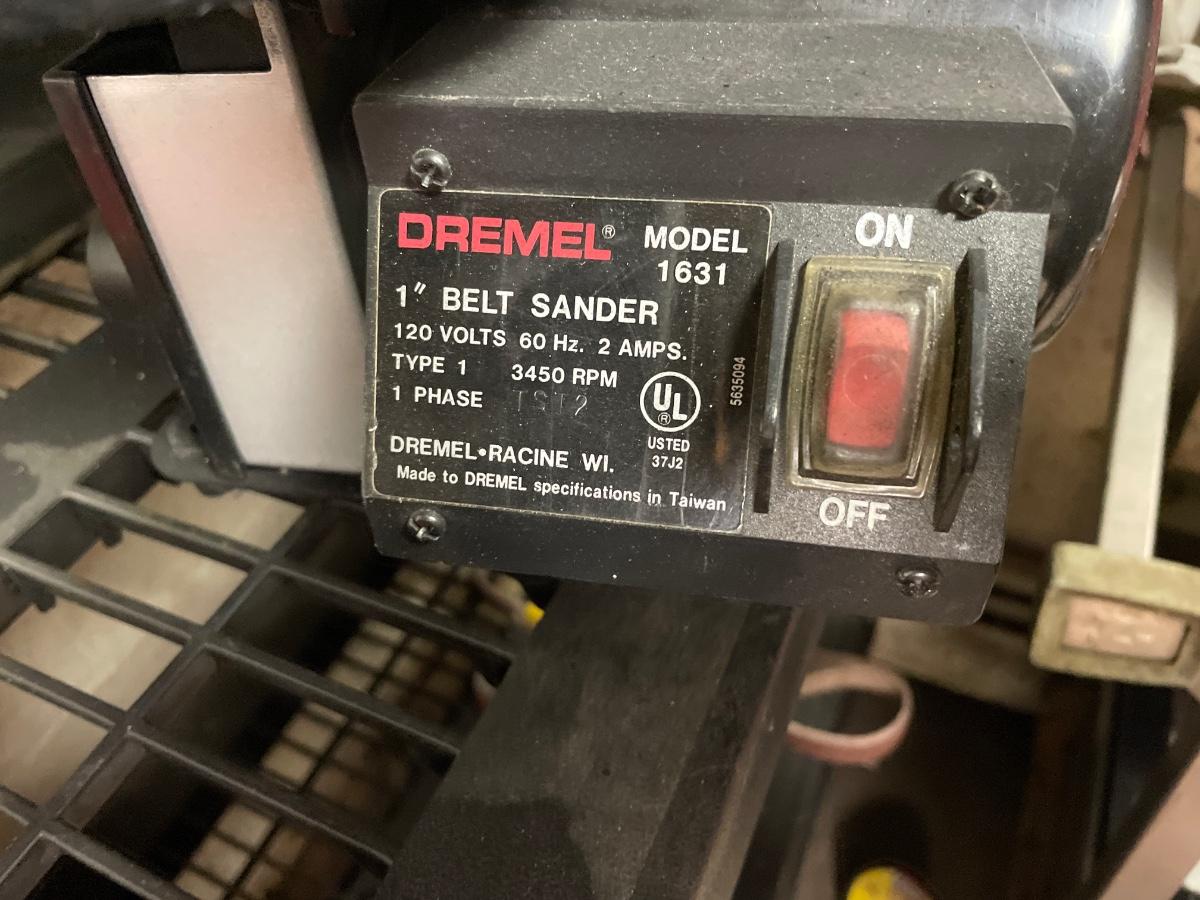 DREMEL® MODEL
1631
1" BELT SANDER
120 VOLTS 60 Hz. 2 AMPS.
TYPE 1 3450 RPM
1 PHASE TST2
UL®
USTED
37J2
5635094
DREMEL•RACINE WI.
Made to DREMEL specifications in Taiwan
ON
OFF